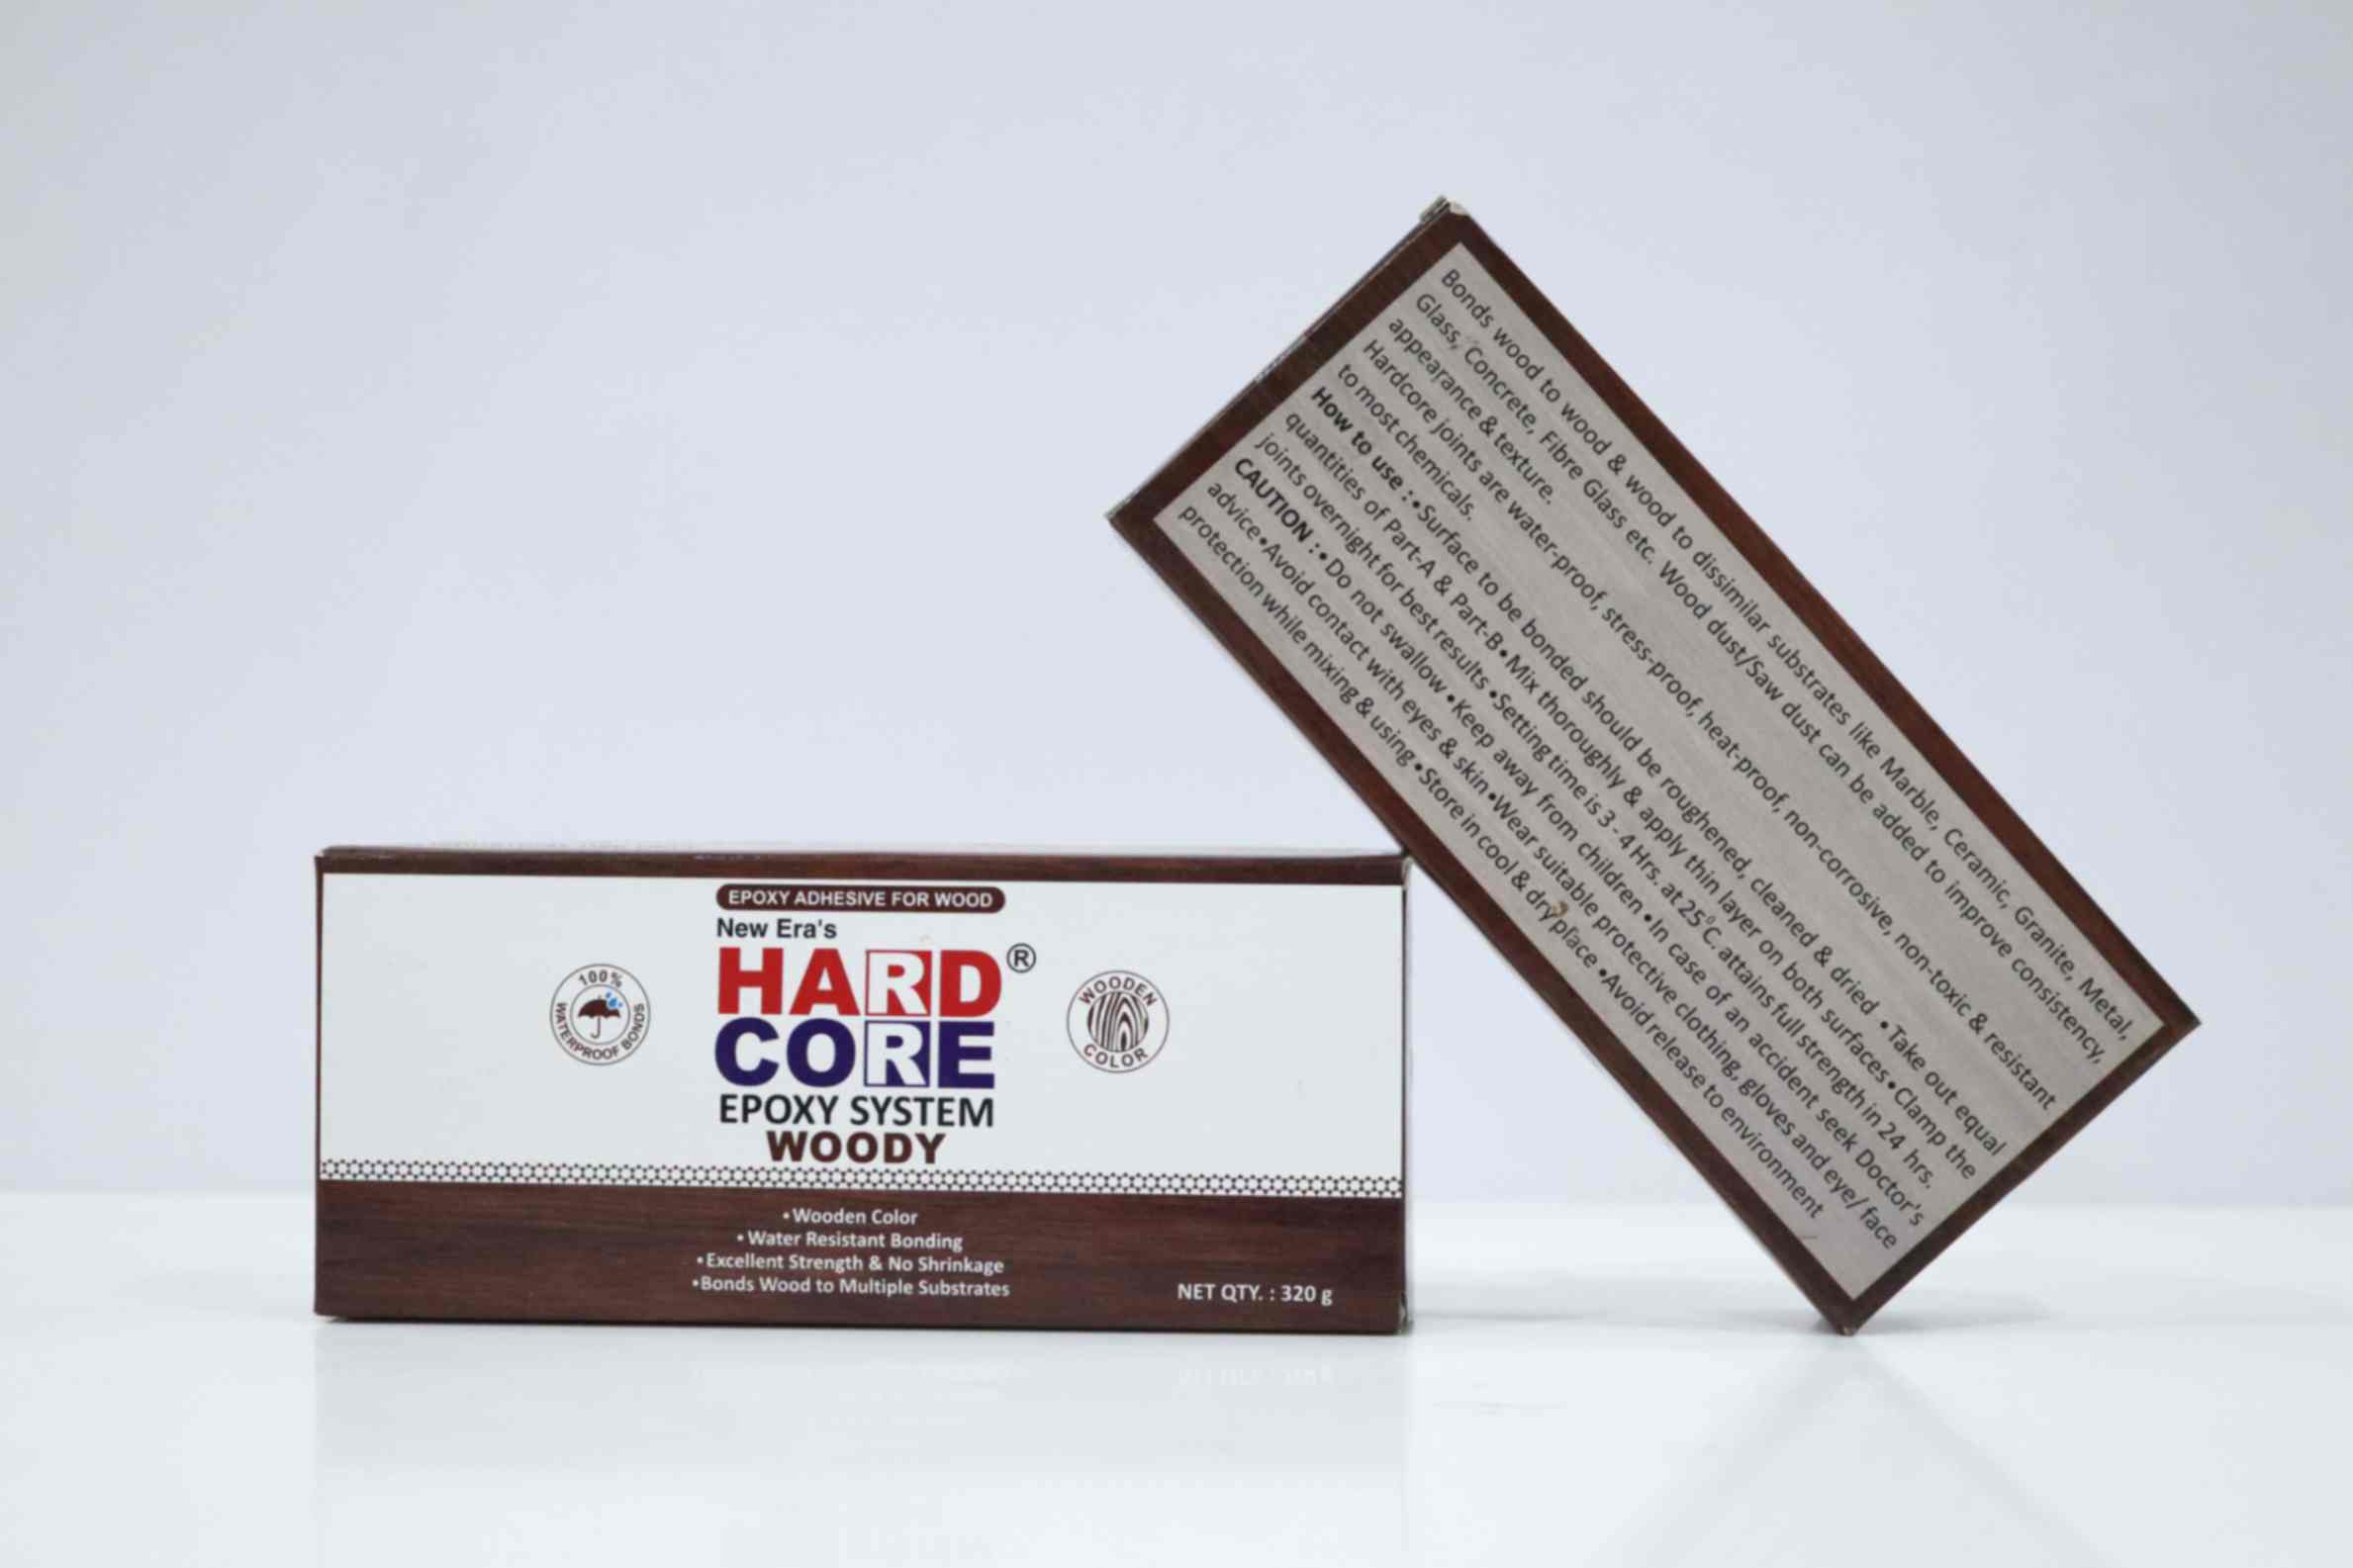 EPOXY ADHESIVE FOR WOOD
New Era's
HARD®
CORE
EPOXY SYSTEM
WOODY
100%
WATERPROOF BONDS
WOODEN
COLOR
•Wooden Color
•Water Resistant Bonding
•Excellent Strength & No Shrinkage
•Bonds Wood to Multiple Substrates
NET QTY. : 320 g
Bonds wood to wood & wood to dissimilar substrates like Marble, Ceramic, Granite, Metal,
Glass, Concrete, Fibre Glass etc. Wood dust/Saw dust can be added to improve consistency,
appearance & texture.
Hardcore joints are water-proof, stress-proof, heat-proof, non-corrosive, non-toxic & resistant
to most chemicals.
How to use : •Surface to be bonded should be roughened, cleaned & dried •Take out equal
quantities of Part-A & Part-B •Mix thoroughly & apply thin layer on both surfaces •Clamp the
joints overnight for best results •Setting time is 3 - 4 Hrs. at 25°C. attains full strength in 24 hrs.
CAUTION : •Do not swallow •Keep away from children •In case of an accident seek Doctor's
advice •Avoid contact with eyes & skin •Wear suitable protective clothing, gloves and eye/ face
protection while mixing & using •Store in cool & dry place •Avoid release to environment